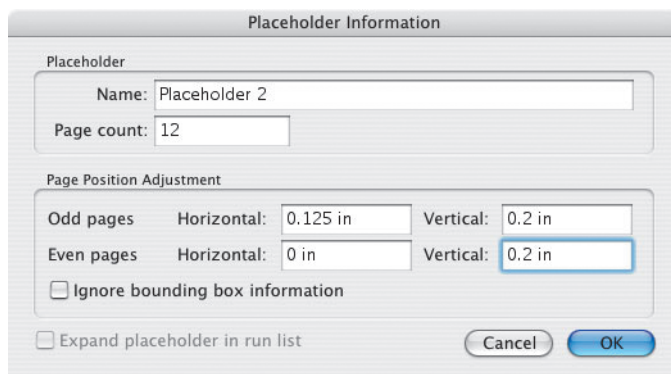 Placeholder Information
Placeholder
Name: Placeholder 2
Page count: 12
Page Position Adjustment
Odd pages Horizontal: 0.125 in Vertical: 0.2 in
Even pages Horizontal: 0 in Vertical: 0.2 in
Ignore bounding box information
Expand placeholder in run list Cancel OK